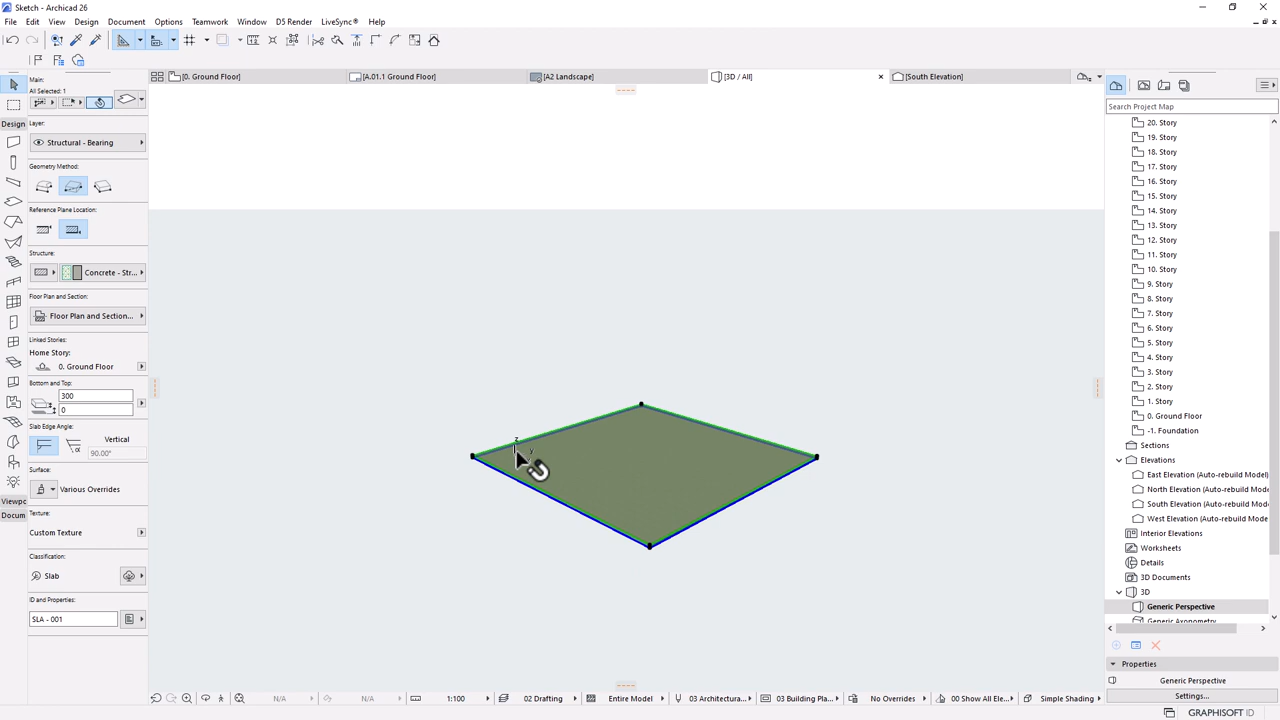 Sketch - Archicad 26
File Edit View Design Document Options Teamwork Window D5 Render LiveSync® Help
Main:
All Selected: 1
[0. Ground Floor]
[A.01.1 Ground Floor]
[A2 Landscape]
[3D / All]
[South Elevation]
Design
Layer:
Structural - Bearing
Geometry Method:
Reference Plane Location:
Structure:
Concrete - Str...
Floor Plan and Section:
Floor Plan and Section...
Linked Stories:
Home Story:
0. Ground Floor
Bottom and Top:
300
0
Slab Edge Angle:
Vertical
90.00°
Surface:
Various Overrides
Viewpo
Docum
Texture:
Custom Texture
Classification:
Slab
ID and Properties:
SLA - 001
z
y
Search Project Map
20. Story
19. Story
18. Story
17. Story
16. Story
15. Story
14. Story
13. Story
12. Story
11. Story
10. Story
9. Story
8. Story
7. Story
6. Story
5. Story
4. Story
3. Story
2. Story
1. Story
0. Ground Floor
-1. Foundation
Sections
Elevations
East Elevation (Auto-rebuild Model)
North Elevation (Auto-rebuild Mode
South Elevation (Auto-rebuild Mode
West Elevation (Auto-rebuild Mode
Interior Elevations
Worksheets
Details
3D Documents
3D
Generic Perspective
Generic Axonometry
Properties
Generic Perspective
Settings...
N/A N/A 1:100 02 Drafting Entire Model 03 Architectura... 03 Building Pla... No Overrides 00 Show All Ele... Simple Shading
GRAPHISOFT ID